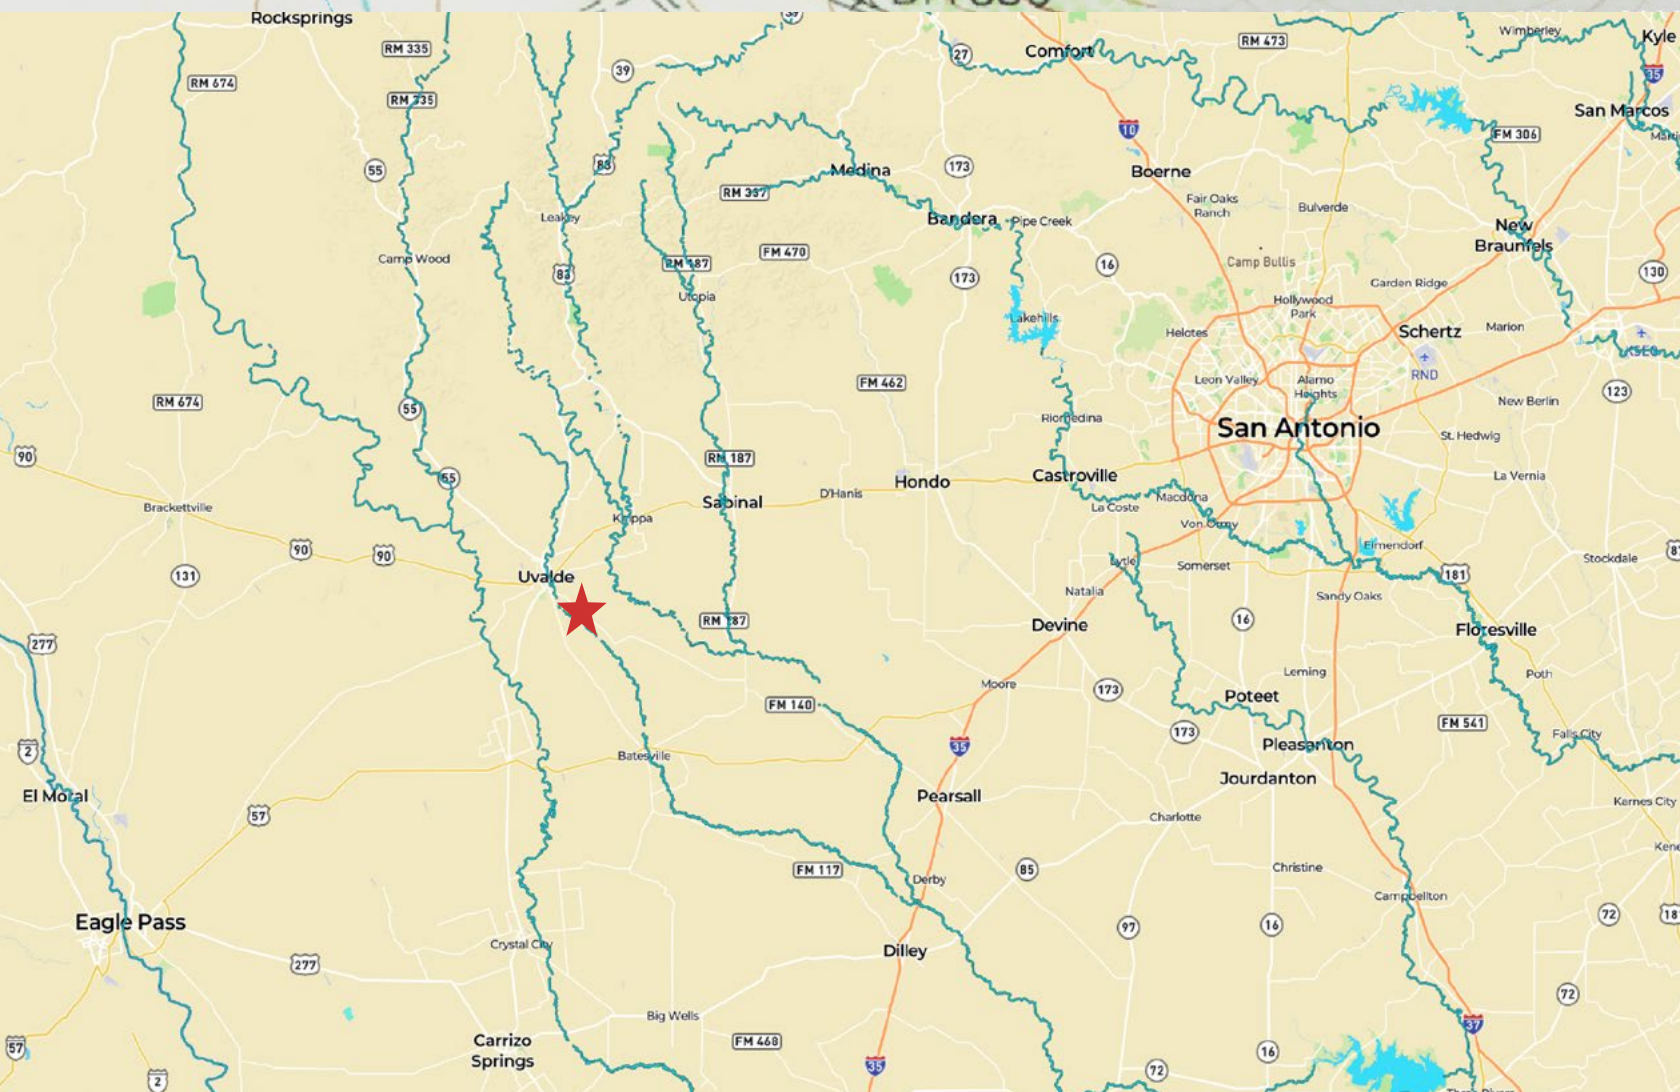 Rocksprings
39
RM 335
27
Comfort
RM 473
Wimberley
Kyle
RM 674
39
35
RM 335
San Marcos
10
FM 306
55
83
Medina
173
Boerne
RM 337
Fair Oaks
Ranch
Bulverde
Leakey
Bandera
Pipe Creek
New
Braunfels
Camp Wood
FM 470
RM 187
16
Camp Bullis
83
173
130
Garden Ridge
Utopia
Hollywood
Park
Lakehills
Helotes
Schertz
Marion
KSEQ
RND
FM 462
Leon Valley
Alamo
Heights
123
RM 674
New Berlin
55
Riomedina
San Antonio
St. Hedwig
90
RM 187
55
Hondo
Castroville
La Vernia
D'Hanis
Macdona
Sabinal
Brackettville
La Coste
Knippa
Von Ormy
Elmendorf
90
90
Stockdale
Lytle
Somerset
131
Uvalde
181
Natalia
Sandy Oaks
RM 187
16
Devine
Floresville
277
Leming
Poth
Moore
173
Poteet
FM 140
FM 541
173
Falls City
2
35
Pleasanton
Batesville
Jourdanton
El Moral
Pearsall
Karnes City
57
Charlotte
FM 117
85
Christine
Derby
Campbellton
72
Eagle Pass
97
16
Crystal City
Dilley
277
72
Big Wells
37
Carrizo
Springs
FM 468
57
16
35
72
2